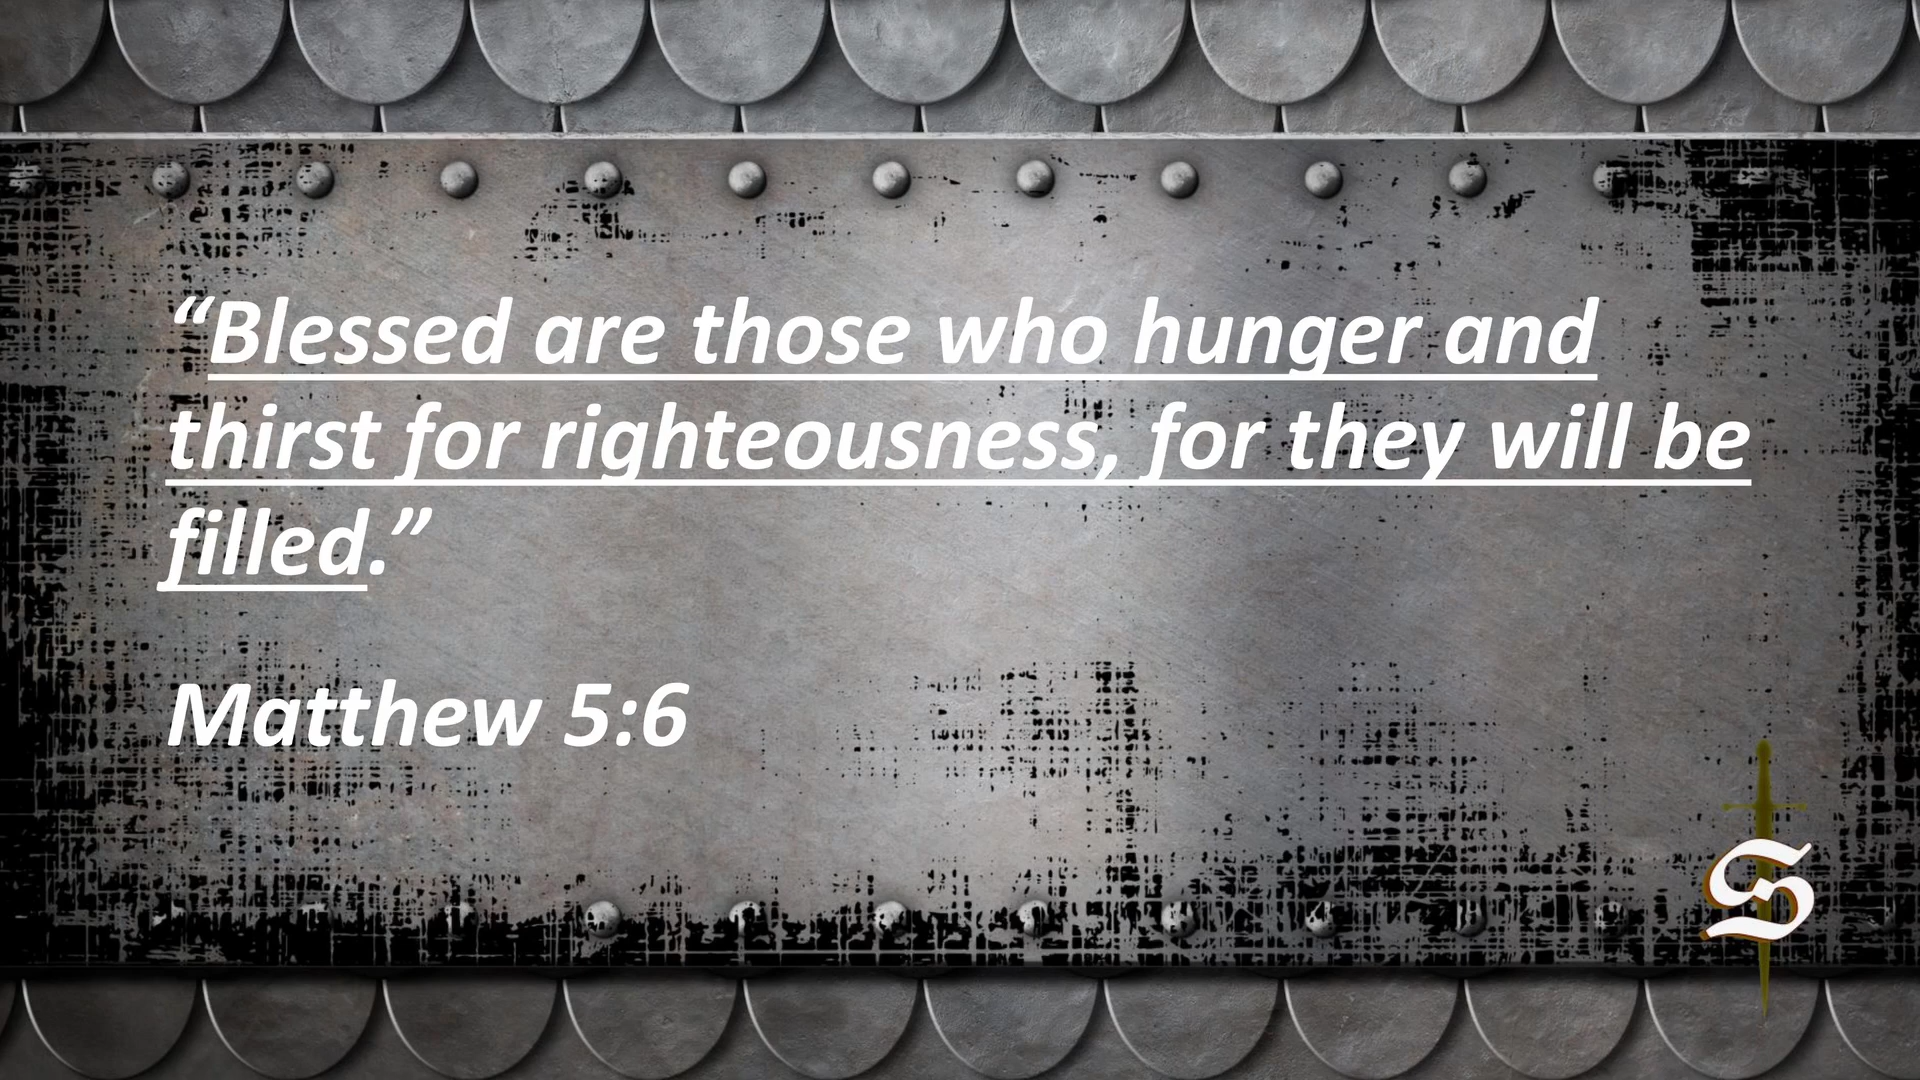 “Blessed are those who hunger and
thirst for righteousness, for they will be
filled.”
Matthew 5:6
S